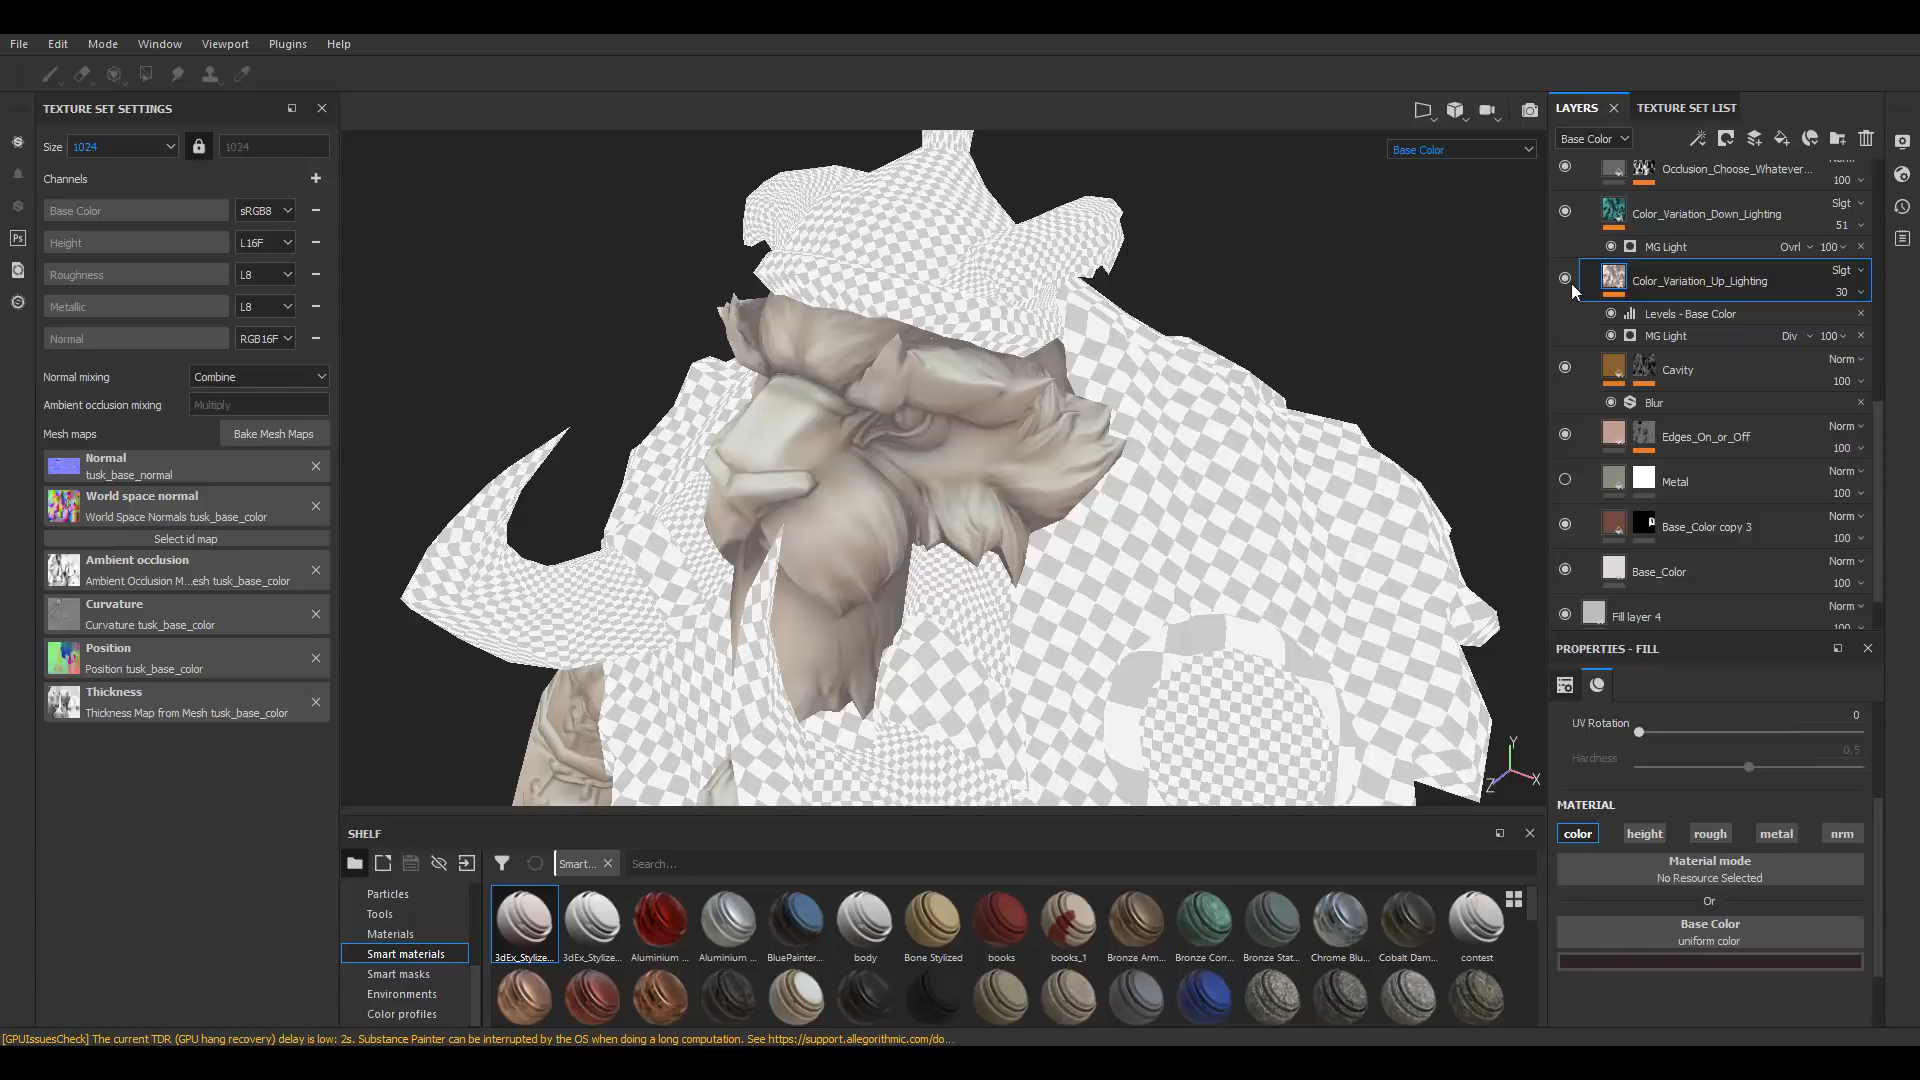 File Edit Mode Window Viewport Plugins Help
TEXTURE SET SETTINGS
Size 1024 1024
Channels
Base Color sRGB8
Height L16F
Roughness L8
Metallic L8
Normal RGB16F
Normal mixing Combine
Ambient occlusion mixing Multiply
Mesh maps Bake Mesh Maps
Normal
tusk_base_normal
World space normal
World Space Normals tusk_base_color
Select id map
Ambient occlusion
Ambient Occlusion M...esh tusk_base_color
Curvature
Curvature tusk_base_color
Position
Position tusk_base_color
Thickness
Thickness Map from Mesh tusk_base_color
Base Color
Y
Z X
SHELF
Smart... Search...
Particles
Tools
Materials
Smart materials
Smart masks
Environments
Color profiles
3dEx_Stylize... 3dEx_Stylize... Aluminium ... Aluminium ... BluePainter... body Bone Stylized books books_1 Bronze Arm... Bronze Corr... Bronze Stat... Chrome Blu... Cobalt Dam... contest
LAYERS TEXTURE SET LIST
Base Color
Occlusion_Choose_Whatever... Norm
100
Color_Variation_Down_Lighting Slgt
51
MG Light Ovrl 100
Color_Variation_Up_Lighting Slgt
30
Levels - Base Color
MG Light Div 100
Cavity Norm
100
Blur
Edges_On_or_Off Norm
100
Metal Norm
100
Base_Color copy 3 Norm
100
Base_Color Norm
100
Fill layer 4 Norm
100
PROPERTIES - FILL
UV Rotation 0
Hardness 0.5
MATERIAL
color height rough metal nrm
Material mode
No Resource Selected
Or
Base Color
uniform color
[GPUIssuesCheck] The current TDR (GPU hang recovery) delay is low: 2s. Substance Painter can be interrupted by the OS when doing a long computation. See https://support.allegorithmic.com/do...
Ps